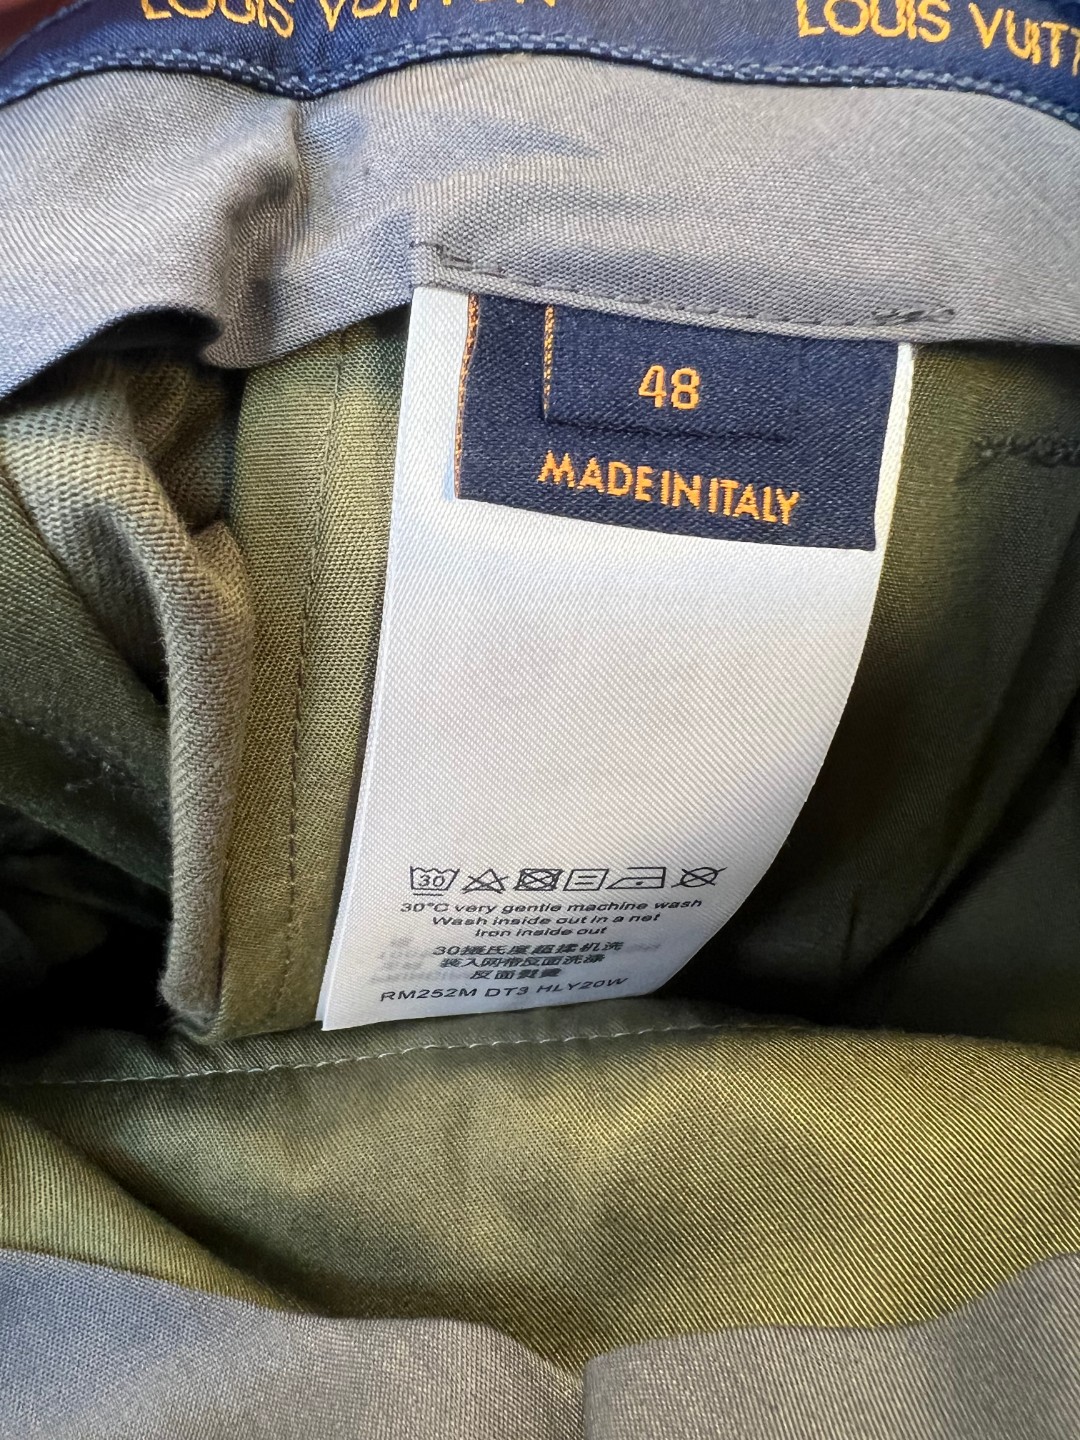 LOUIS VUITTON
LOUIS VUITT
48
MADE IN ITALY
30
30°C very gentle machine wash
Wash inside out in a net
Iron inside out
30摄氏度超柔机洗
装入网袋反面洗涤
反面熨烫
RM252M DT3 HLY20W